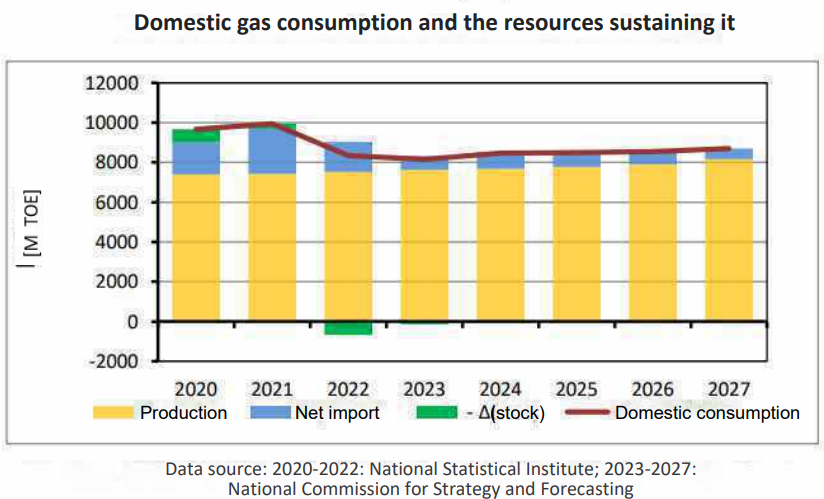 Domestic gas consumption and the resources sustaining it
12000
10000
8000
6000
4000
2000
0
-2000
[M TOE]
2020 2021 2022 2023 2024 2025 2026 2027
Production Net import - Δ(stock) Domestic consumption
Data source: 2020-2022: National Statistical Institute; 2023-2027:
National Commission for Strategy and Forecasting